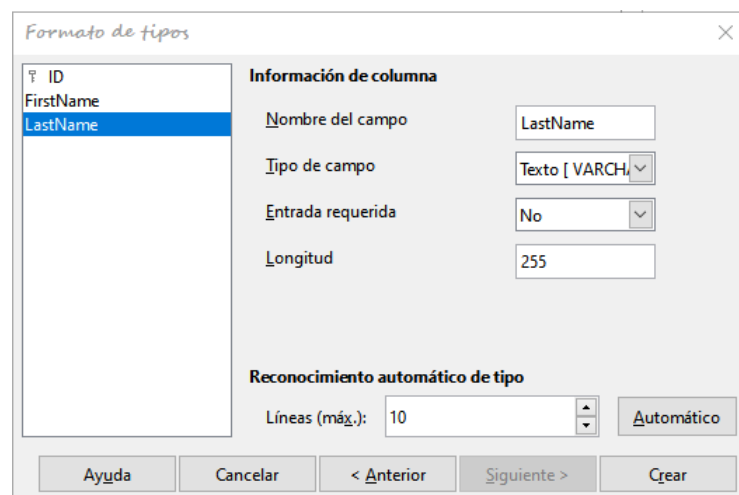 Formato de tipos
ID
FirstName
LastName
Información de columna
Nombre del campo LastName
Tipo de campo Texto [ VARCHA
Entrada requerida No
Longitud 255
Reconocimiento automático de tipo
Líneas (máx.): 10 Automático
Ayuda Cancelar < Anterior Siguiente > Crear